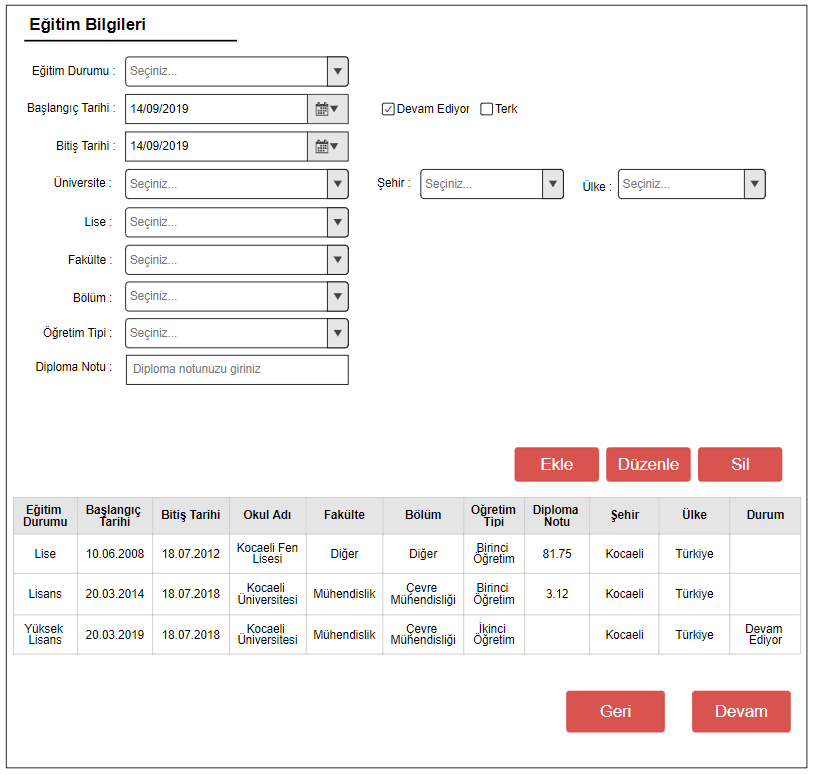 Eğitim Bilgileri
Eğitim Durumu : Seçiniz...
Başlangıç Tarihi : 14/09/2019 Devam Ediyor Terk
Bitiş Tarihi : 14/09/2019
Üniversite : Seçiniz... Şehir : Seçiniz... Ülke : Seçiniz...
Lise : Seçiniz...
Fakülte : Seçiniz...
Bölüm : Seçiniz...
Öğretim Tipi : Seçiniz...
Diploma Notu : Diploma notunuzu giriniz
Ekle Düzenle Sil
Eğitim Durumu Başlangıç Tarihi Bitiş Tarihi Okul Adı Fakülte Bölüm Öğretim Tipi Diploma Notu Şehir Ülke Durum
Lise 10.06.2008 18.07.2012 Kocaeli Fen Lisesi Diğer Diğer Birinci Öğretim 81.75 Kocaeli Türkiye
Lisans 20.03.2014 18.07.2018 Kocaeli Üniversitesi Mühendislik Çevre Mühendisliği Birinci Öğretim 3.12 Kocaeli Türkiye
Yüksek Lisans 20.03.2019 18.07.2018 Kocaeli Üniversitesi Mühendislik Çevre Mühendisliği İkinci Öğretim Kocaeli Türkiye Devam Ediyor
Geri Devam